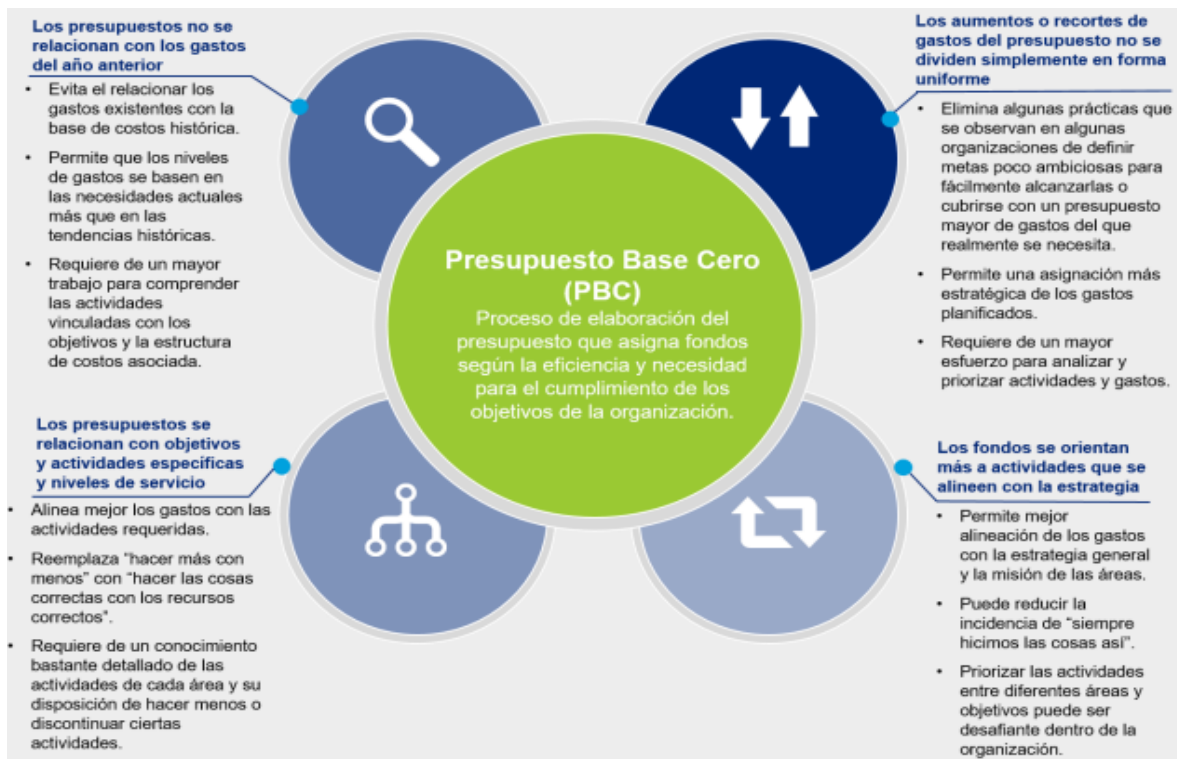 Los presupuestos no se
relacionan con los gastos
del año anterior
• Evita el relacionar los
gastos existentes con la
base de costos histórica.
• Permite que los niveles
de gastos se basen en
las necesidades actuales
más que en las
tendencias históricas.
• Requiere de un mayor
trabajo para comprender
las actividades
vinculadas con los
objetivos y la estructura
de costos asociada.
Los aumentos o recortes de
gastos del presupuesto no se
dividen simplemente en forma
uniforme
• Elimina algunas prácticas que
se observan en algunas
organizaciones de definir
metas poco ambiciosas para
fácilmente alcanzarlas o
cubrirse con un presupuesto
mayor de gastos del que
realmente se necesita.
• Permite una asignación más
estratégica de los gastos
planificados.
• Requiere de un mayor
esfuerzo para analizar y
priorizar actividades y gastos.
Presupuesto Base Cero
(PBC)
Proceso de elaboración del
presupuesto que asigna fondos
según la eficiencia y necesidad
para el cumplimiento de los
objetivos de la organización.
Los presupuestos se
relacionan con objetivos
y actividades específicas
y niveles de servicio
• Alinea mejor los gastos con las
actividades requeridas.
• Reemplaza “hacer más con
menos” con “hacer las cosas
correctas con los recursos
correctos”.
• Requiere de un conocimiento
bastante detallado de las
actividades de cada área y su
disposición de hacer menos o
discontinuar ciertas
actividades.
Los fondos se orientan
más a actividades que se
alineen con la estrategia
• Permite mejor
alineación de los gastos
con la estrategia general
y la misión de las áreas.
• Puede reducir la
incidencia de “siempre
hicimos las cosas así”.
• Priorizar las actividades
entre diferentes áreas y
objetivos puede ser
desafiante dentro de la
organización.